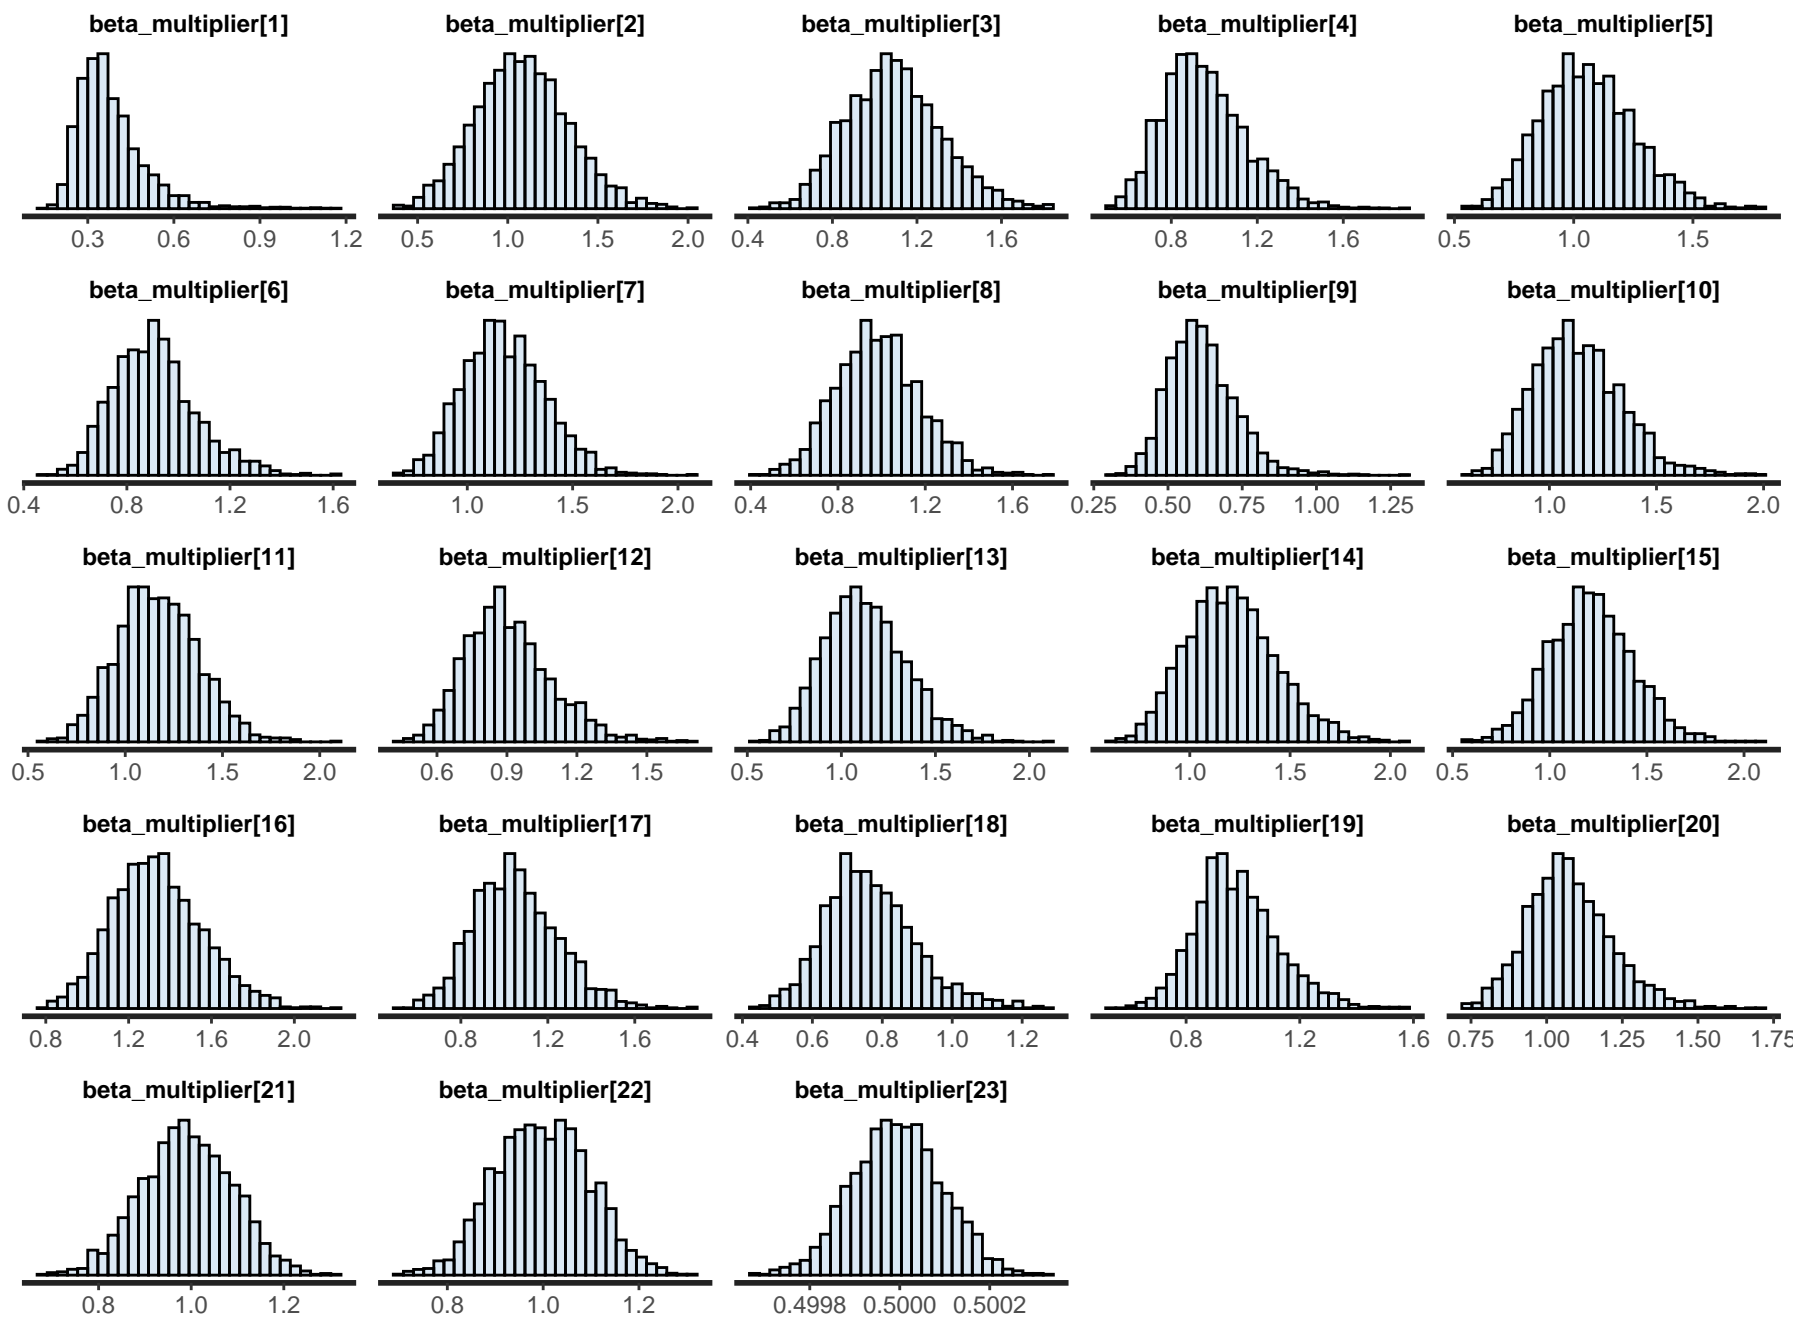 beta_multiplier[1] beta_multiplier[2] beta_multiplier[3] beta_multiplier[4] beta_multiplier[5]
0.3 0.6 0.9 1.2 0.5 1.0 1.5 2.0 0.4 0.8 1.2 1.6 0.8 1.2 1.6 0.5 1.0 1.5
beta_multiplier[6] beta_multiplier[7] beta_multiplier[8] beta_multiplier[9] beta_multiplier[10]
0.4 0.8 1.2 1.6 1.0 1.5 2.0 0.4 0.8 1.2 1.6 0.25 0.50 0.75 1.00 1.25 1.0 1.5 2.0
beta_multiplier[11] beta_multiplier[12] beta_multiplier[13] beta_multiplier[14] beta_multiplier[15]
0.5 1.0 1.5 2.0 0.6 0.9 1.2 1.5 0.5 1.0 1.5 2.0 1.0 1.5 2.0 0.5 1.0 1.5 2.0
beta_multiplier[16] beta_multiplier[17] beta_multiplier[18] beta_multiplier[19] beta_multiplier[20]
0.8 1.2 1.6 2.0 0.8 1.2 1.6 0.4 0.6 0.8 1.0 1.2 0.8 1.2 1.6 0.75 1.00 1.25 1.50 1.75
beta_multiplier[21] beta_multiplier[22] beta_multiplier[23]
0.8 1.0 1.2 0.8 1.0 1.2 0.4998 0.5000 0.5002